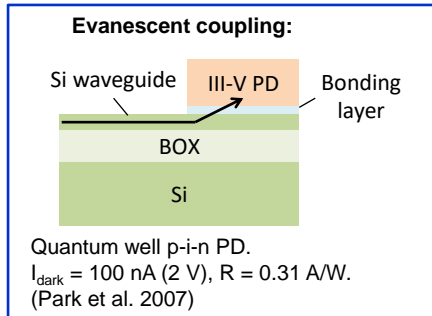 Evanescent coupling:
Si waveguide
III-V PD
Bonding
layer
BOX
Si
Quantum well p-i-n PD.
I_dark = 100 nA (2 V), R = 0.31 A/W.
(Park et al. 2007)